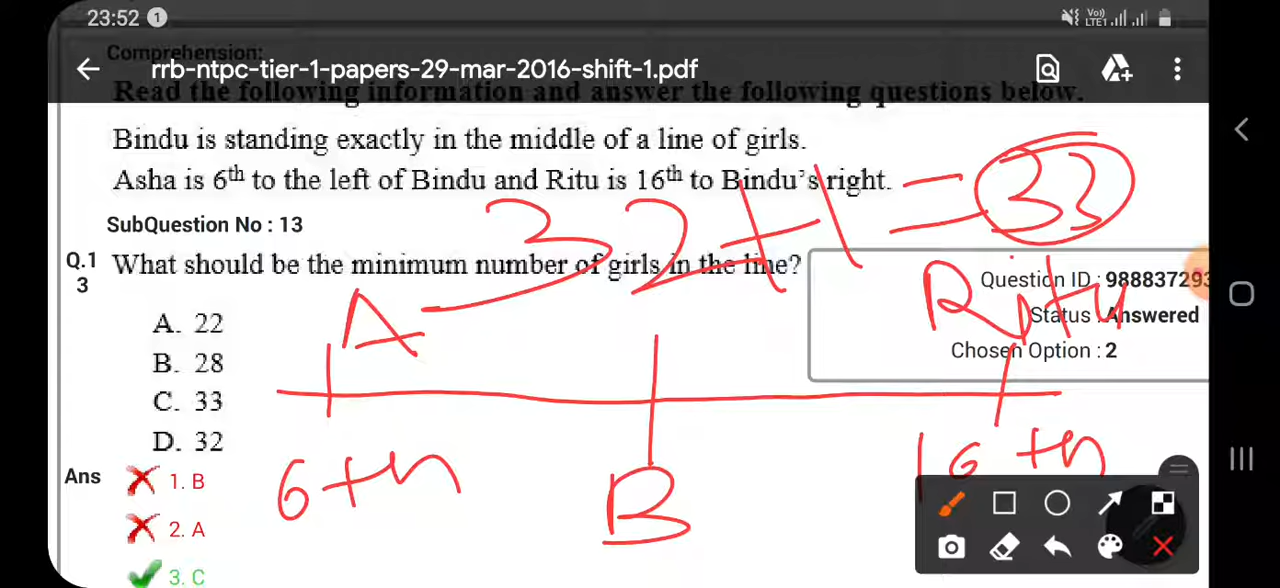 23:52 1 Vo)) LTE1
Comprehension:
rrb-ntpc-tier-1-papers-29-mar-2016-shift-1.pdf
Read the following information and answer the following questions below.
Bindu is standing exactly in the middle of a line of girls.
Asha is 6th to the left of Bindu and Ritu is 16th to Bindu's right.
32+1 = 33
SubQuestion No : 13
Q.13 What should be the minimum number of girls in the line?
Question ID : 988837293
Status : Answered
Chosen Option : 2
A Ritu
A. 22
B. 28
C. 33
D. 32
6th B 16th
Ans 1. B
2. A
3. C